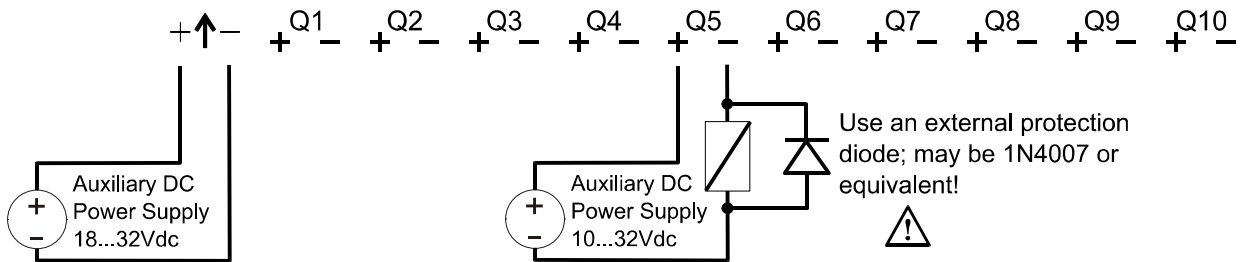 Q1 Q2 Q3 Q4 Q5 Q6 Q7 Q8 Q9 Q10
+ − + − + − + − + − + − + − + − + − + − + −
Use an external protection
diode; may be 1N4007 or
equivalent!
!
+
−
Auxiliary DC
Power Supply
18...32Vdc
+
−
Auxiliary DC
Power Supply
10...32Vdc